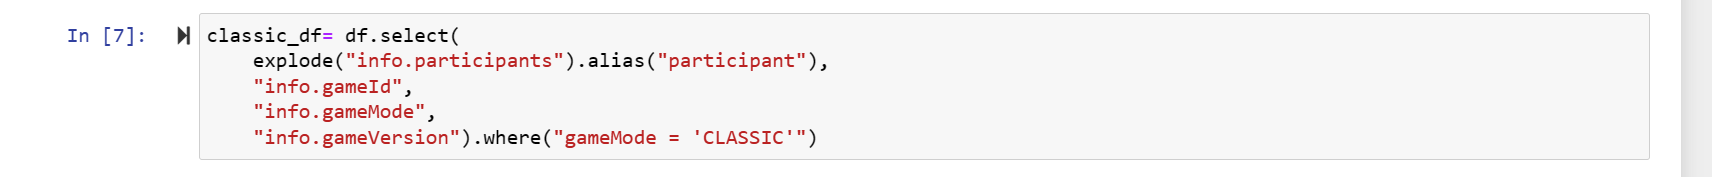 In [7]:
classic_df= df.select(
    explode("info.participants").alias("participant"),
    "info.gameId",
    "info.gameMode",
    "info.gameVersion").where("gameMode = 'CLASSIC'")